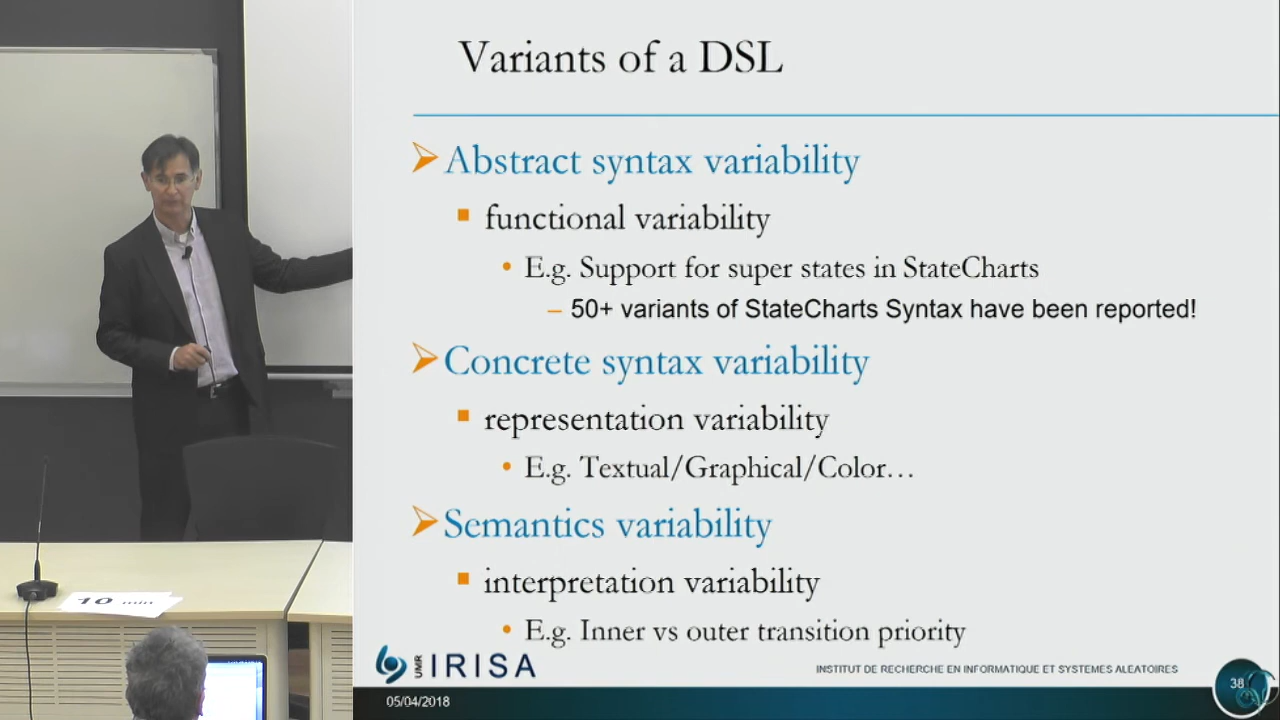 Variants of a DSL
Abstract syntax variability
functional variability
E.g. Support for super states in StateCharts
– 50+ variants of StateCharts Syntax have been reported!
Concrete syntax variability
representation variability
E.g. Textual/Graphical/Color…
Semantics variability
interpretation variability
E.g. Inner vs outer transition priority
UMR IRISA
INSTITUT DE RECHERCHE EN INFORMATIQUE ET SYSTEMES ALEATOIRES
05/04/2018
38
10 min